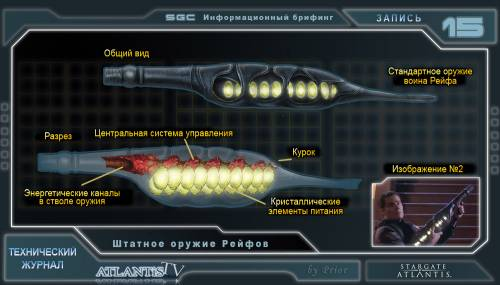 SGC Информационный брифинг
ЗАПИСЬ
15
Общий вид
Стандартное оружие
воина Рейфа
Разрез
Центральная система управления
Курок
Изображение №2
Энергетические каналы
в стволе оружия
Кристаллические
элементы питания
Штатное оружие Рейфов
ТЕХНИЧЕСКИЙ
ЖУРНАЛ
ATLANTIS TV
by Prior
STARGATE
ATLANTIS